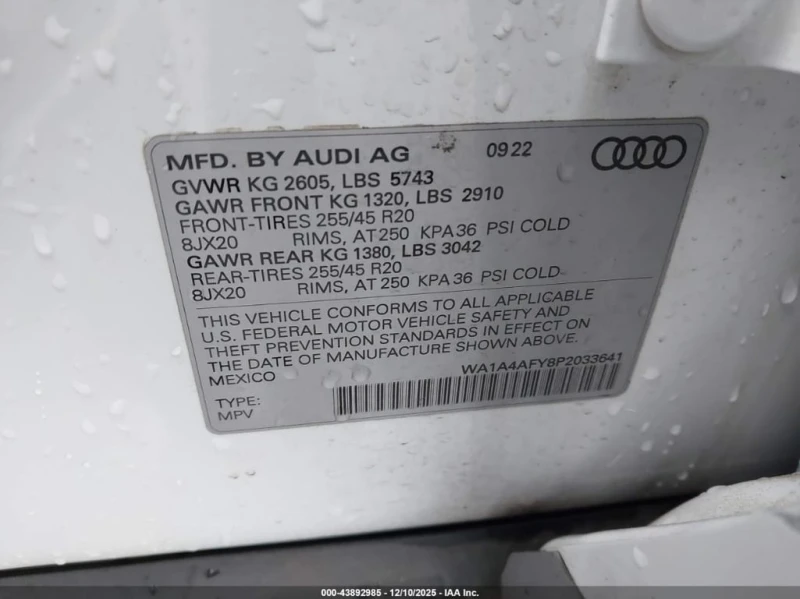 MFD. BY AUDI AG 09 22
GVWR KG 2605, LBS 5743
GAWR FRONT KG 1320, LBS 2910
FRONT-TIRES 255/45 R20
8JX20 RIMS, AT 250 KPA 36 PSI COLD
GAWR REAR KG 1380, LBS 3042
REAR-TIRES 255/45 R20
8JX20 RIMS, AT 250 KPA 36 PSI COLD
THIS VEHICLE CONFORMS TO ALL APPLICABLE
U.S. FEDERAL MOTOR VEHICLE SAFETY AND
THEFT PREVENTION STANDARDS IN EFFECT ON
THE DATE OF MANUFACTURE SHOWN ABOVE.
MEXICO WA1A4AFY8P2033641
TYPE:
MPV
000-43892985 - 12/10/2025 - IAA Inc.